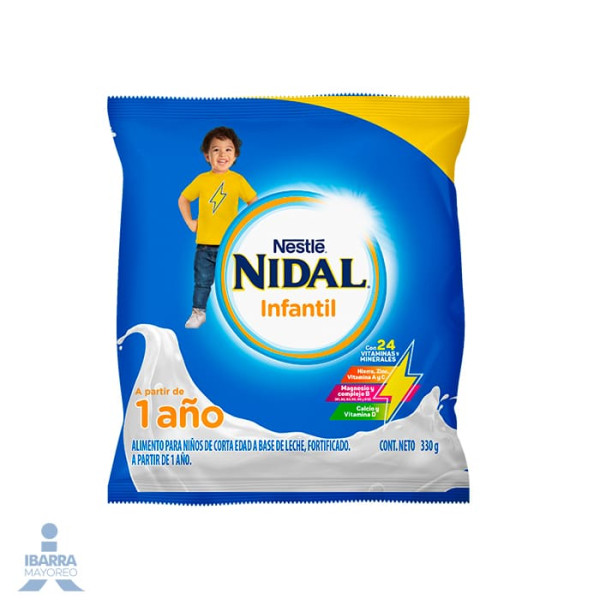 Nestlé
NIDAL
Infantil
Con 24
VITAMINAS Y
MINERALES
Hierro, Zinc,
Vitamina A y C
Magnesio y
complejo B
Calcio y
Vitamina D
A partir de
1 año
ALIMENTO PARA NIÑOS DE CORTA EDAD A BASE DE LECHE, FORTIFICADO.
A PARTIR DE 1 AÑO.
CONT. NETO 330 g
IBARRA
MAYOREO